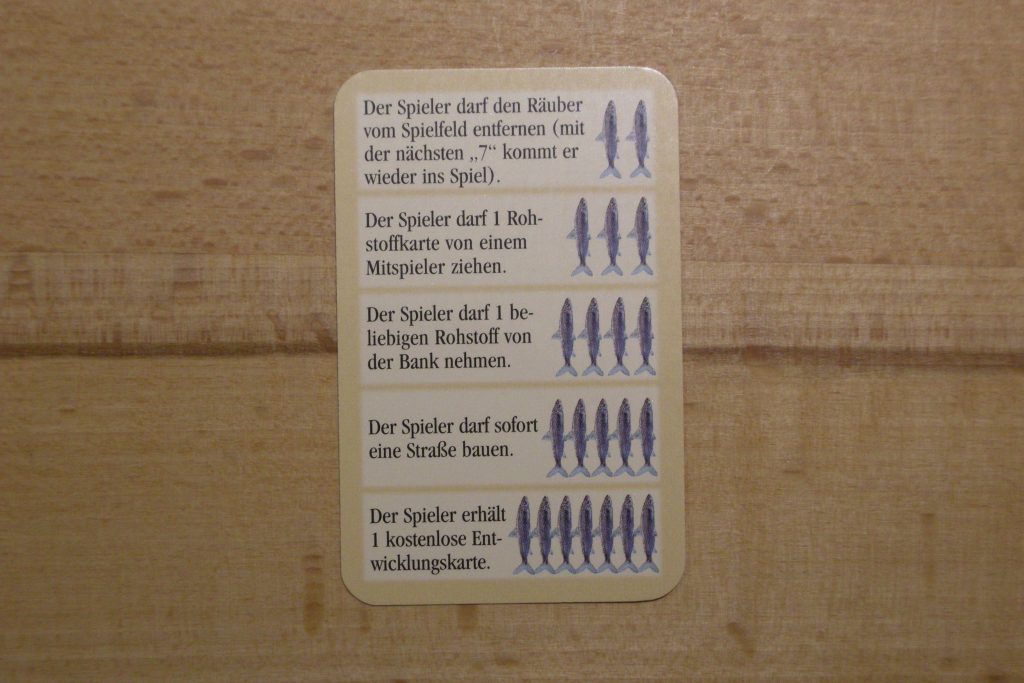 Der Spieler darf den Räuber
vom Spielfeld entfernen (mit
der nächsten „7“ kommt er
wieder ins Spiel).
Der Spieler darf 1 Roh-
stoffkarte von einem
Mitspieler ziehen.
Der Spieler darf 1 be-
liebigen Rohstoff von
der Bank nehmen.
Der Spieler darf sofort
eine Straße bauen.
Der Spieler erhält
1 kostenlose Ent-
wicklungskarte.